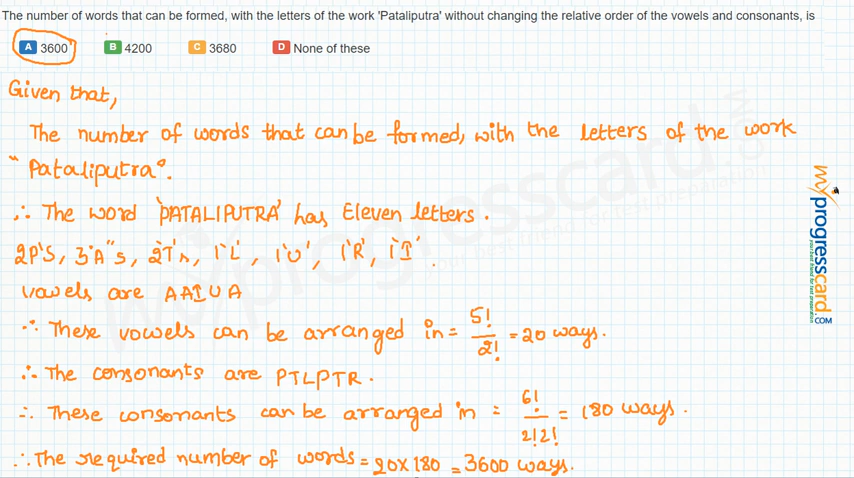 The number of words that can be formed, with the letters of the work 'Pataliputra' without changing the relative order of the vowels and consonants, is
A 3600 B 4200 C 3680 D None of these
Given that,
The number of words that can be formed, with the letters of the work
"Pataliputra".
∴ The word 'PATALIPUTRA' has Eleven letters.
2P'S, 3'A"s, 2T's, 1'L', 1'U', 1'R', 1'I'.
vowels are AAIUA
∴ These vowels can be arranged in = 5!/2! = 20 ways.
∴ The consonants are PTLPTR.
∴ These consonants can be arranged in = 6!/2!2! = 180 ways.
∴ The required number of words = 20 x 180 = 3600 ways.
myprogresscard
.COM